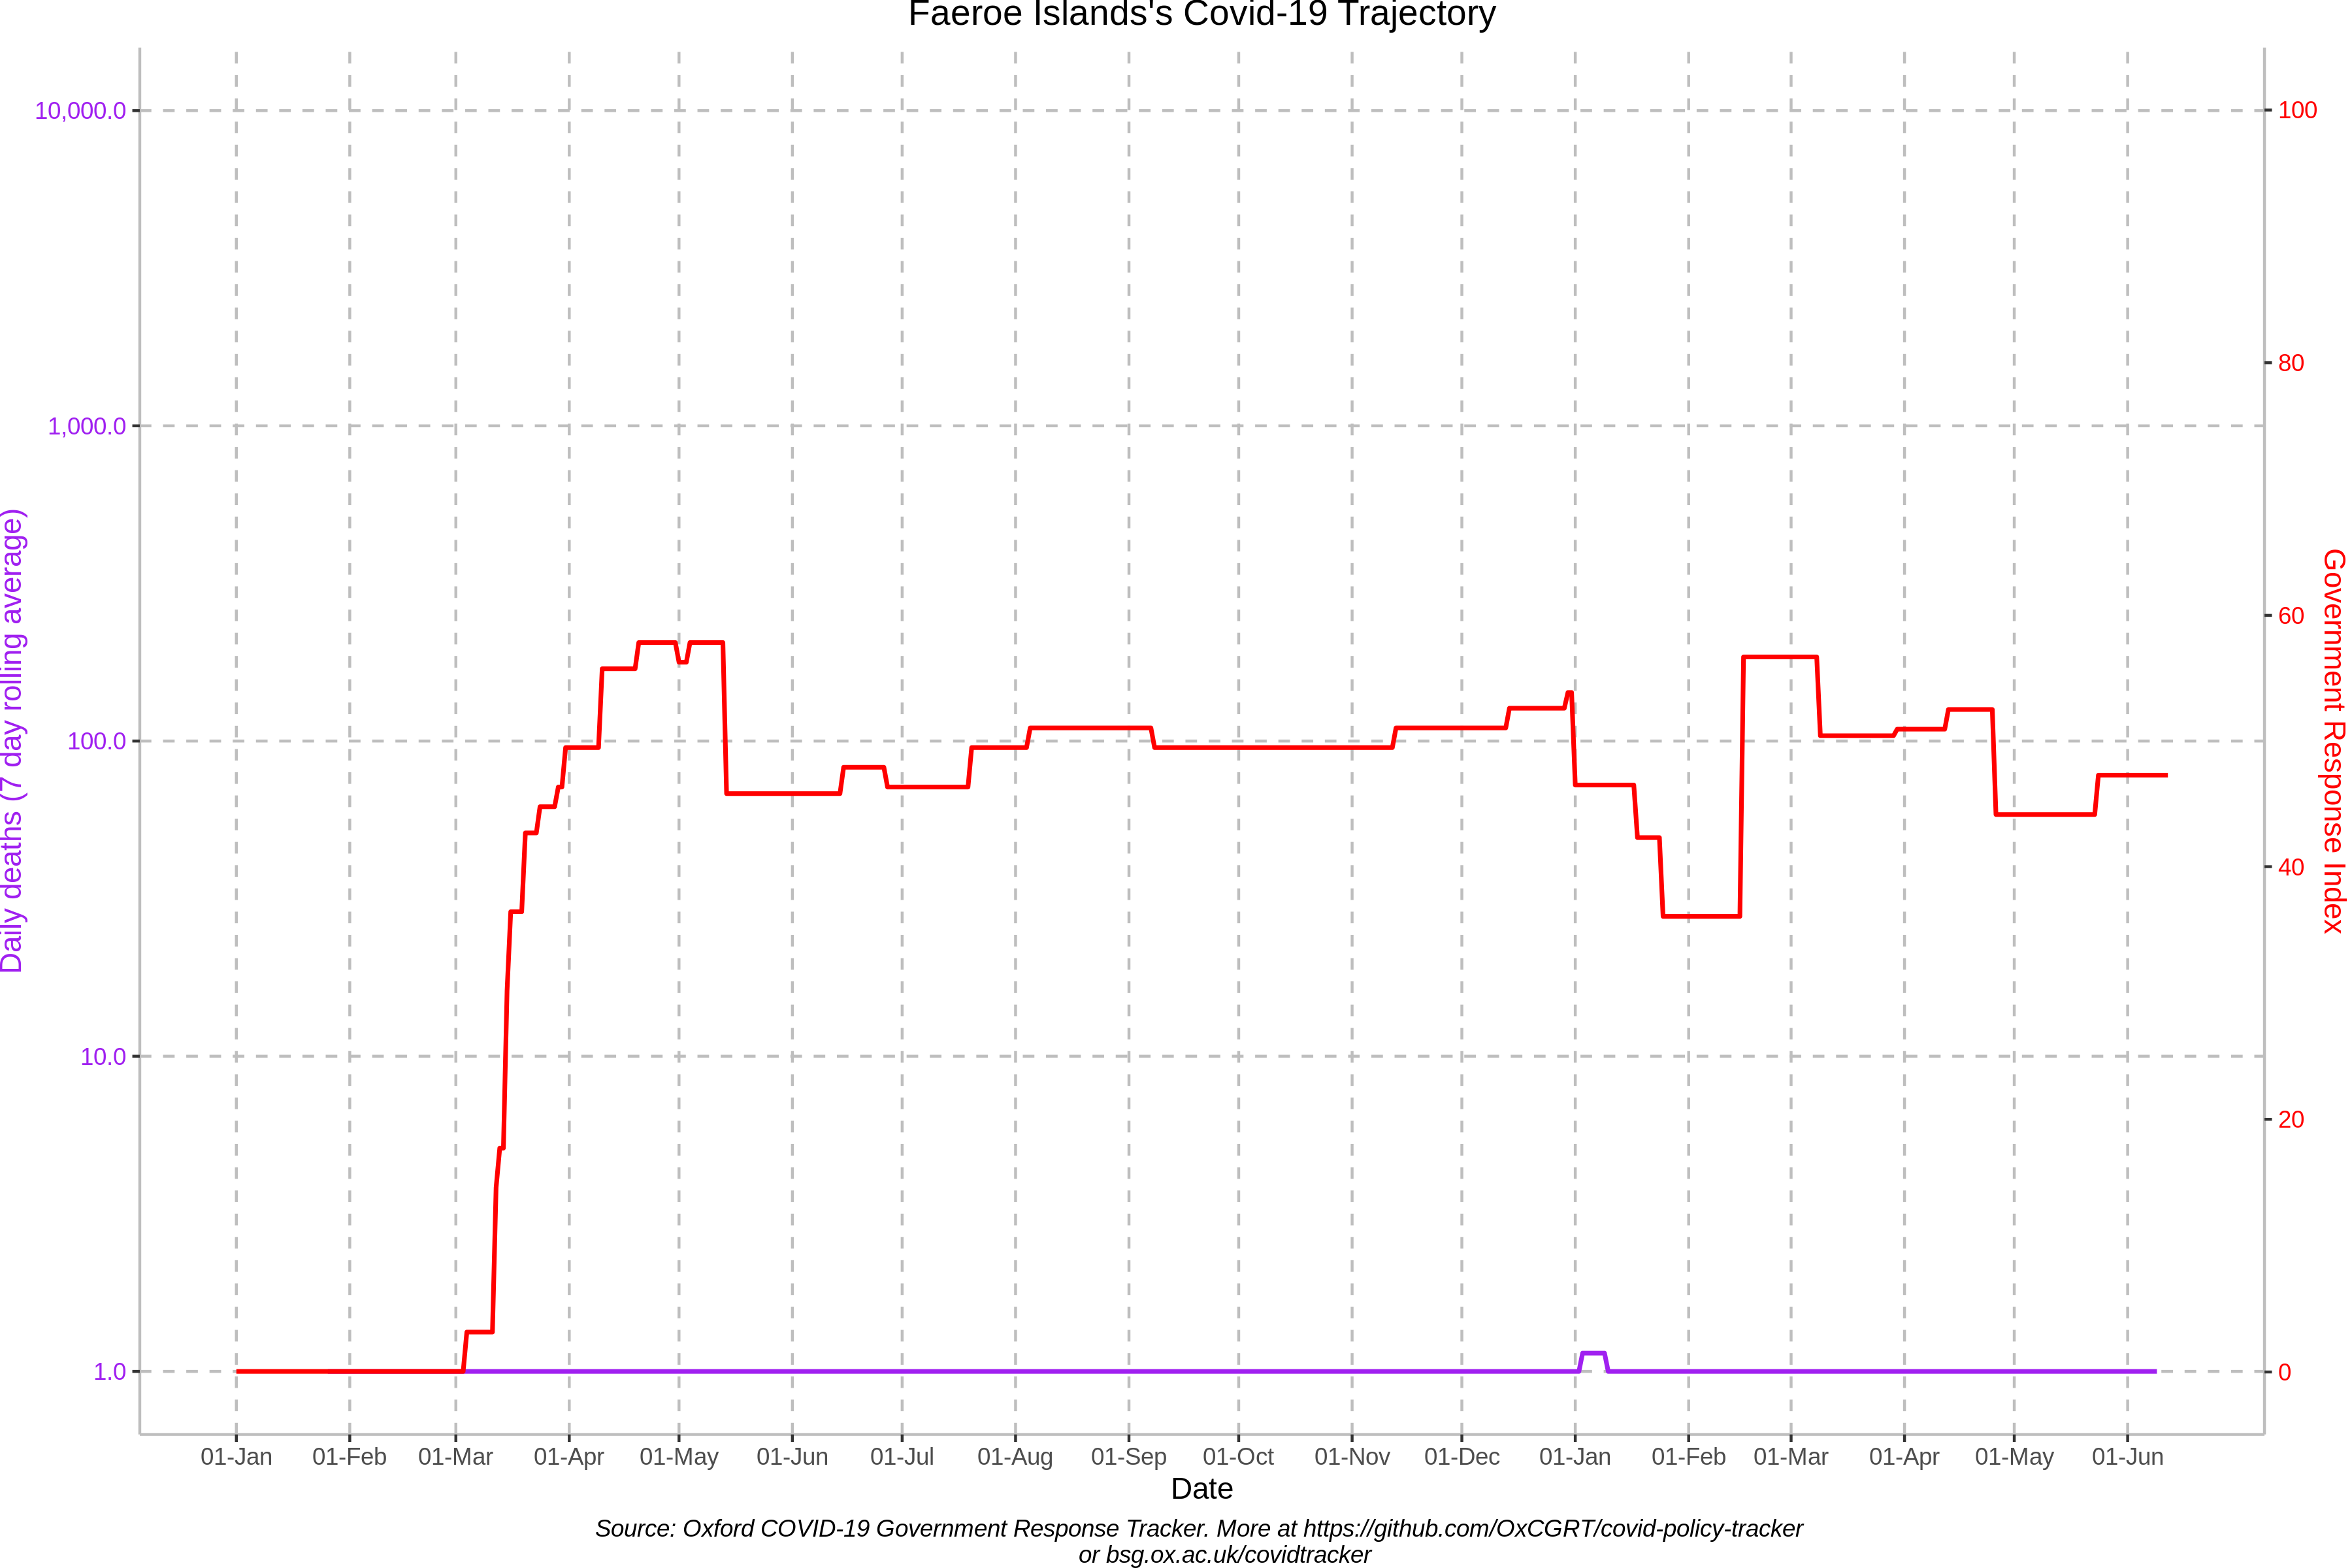 Faeroe Islands's Covid-19 Trajectory
10,000.0
1,000.0
100.0
10.0
1.0
Daily deaths (7 day rolling average)
100
80
60
40
20
0
Government Response Index
01-Jan 01-Feb 01-Mar 01-Apr 01-May 01-Jun 01-Jul 01-Aug 01-Sep 01-Oct 01-Nov 01-Dec 01-Jan 01-Feb 01-Mar 01-Apr 01-May 01-Jun
Date
Source: Oxford COVID-19 Government Response Tracker. More at https://github.com/OxCGRT/covid-policy-tracker
or bsg.ox.ac.uk/covidtracker